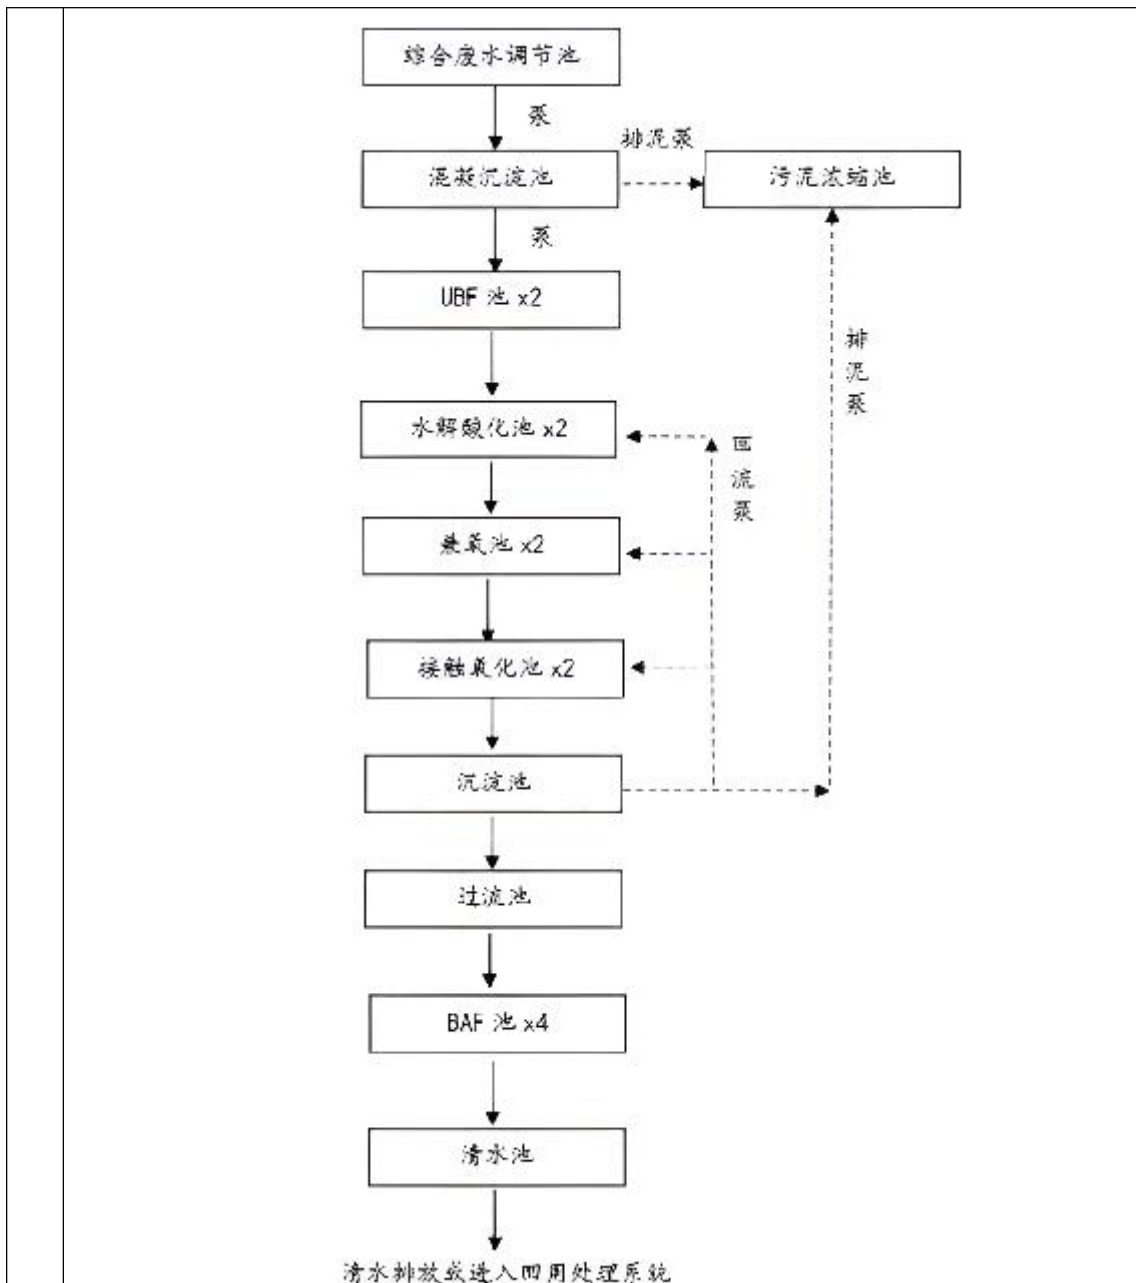 综合废水调节池
泵
排泥泵
混凝沉淀池
污泥浓缩池
泵
UBF 池 x2
排泥泵
水解酸化池 x2
回流泵
兼氧池 x2
接触氧化池 x2
沉淀池
过流池
BAF 池 x4
清水池
清水排放或进入回用处理系统